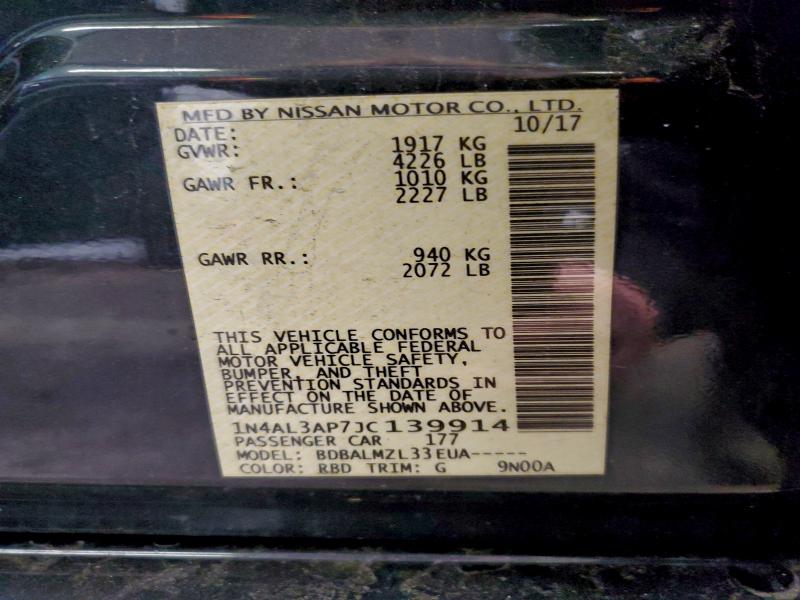 MFD BY NISSAN MOTOR CO., LTD.
DATE: 10/17
GVWR: 1917 KG
4226 LB
GAWR FR.: 1010 KG
2227 LB
GAWR RR.: 940 KG
2072 LB
THIS VEHICLE CONFORMS TO
ALL APPLICABLE FEDERAL
MOTOR VEHICLE SAFETY,
BUMPER, AND THEFT
PREVENTION STANDARDS IN
EFFECT ON THE DATE OF
MANUFACTURE SHOWN ABOVE.
1N4AL3AP7JC139914
PASSENGER CAR 177
MODEL: BDBALMZL33EUA-----
COLOR: RBD TRIM: G 9N00A